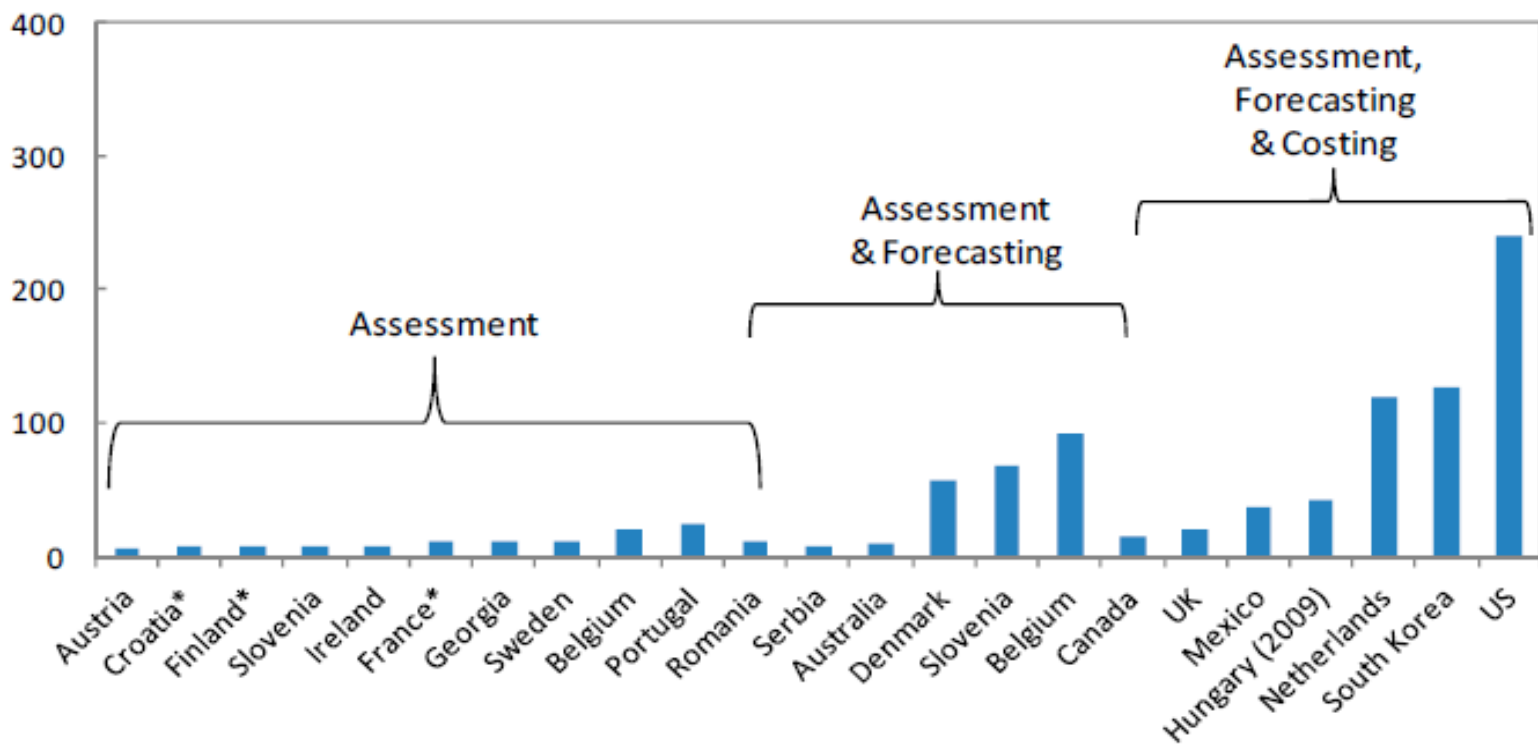 400
300
200
100
0
Assessment
Assessment
& Forecasting
Assessment,
Forecasting
& Costing
Austria
Croatia*
Finland*
Slovenia
Ireland
France*
Georgia
Sweden
Belgium
Portugal
Romania
Serbia
Australia
Denmark
Slovenia
Belgium
Canada
UK
Mexico
Hungary (2009)
Netherlands
South Korea
US